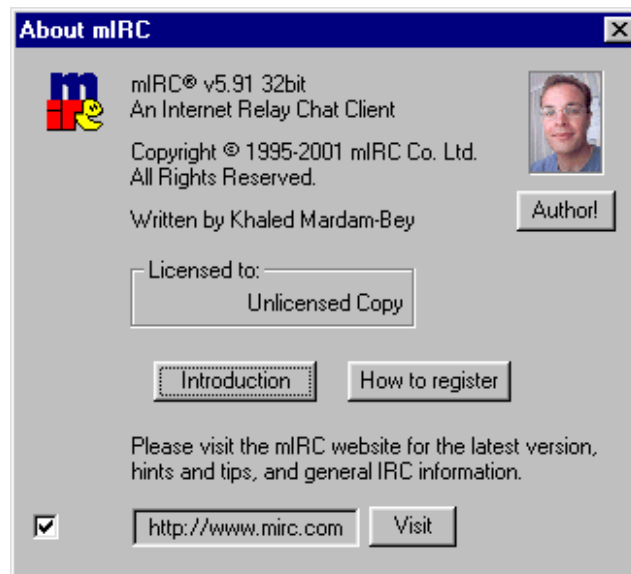 About mIRC
mirc
mIRC® v5.91 32bit
An Internet Relay Chat Client
Copyright © 1995-2001 mIRC Co. Ltd.
All Rights Reserved.
Written by Khaled Mardam-Bey
Author!
Licensed to:
Unlicensed Copy
Introduction
How to register
Please visit the mIRC website for the latest version,
hints and tips, and general IRC information.
http://www.mirc.com
Visit